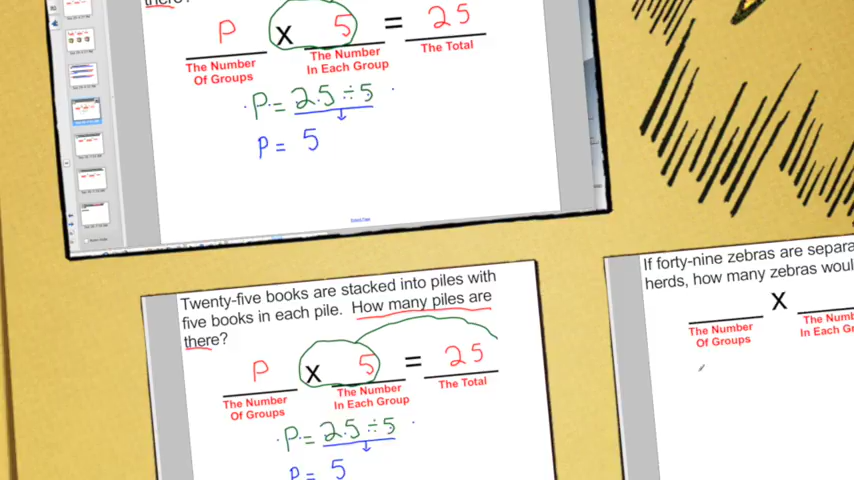 there?
P x 5 = 25
The Number Of Groups
The Number In Each Group
The Total
P = 25 ÷ 5
P = 5
Twenty-five books are stacked into piles with
five books in each pile. How many piles are
there?
P x 5 = 25
The Number Of Groups
The Number In Each Group
The Total
P = 25 ÷ 5
P = 5
If forty-nine zebras are separa
herds, how many zebras woul
x
The Number Of Groups
The Numb
In Each Gr